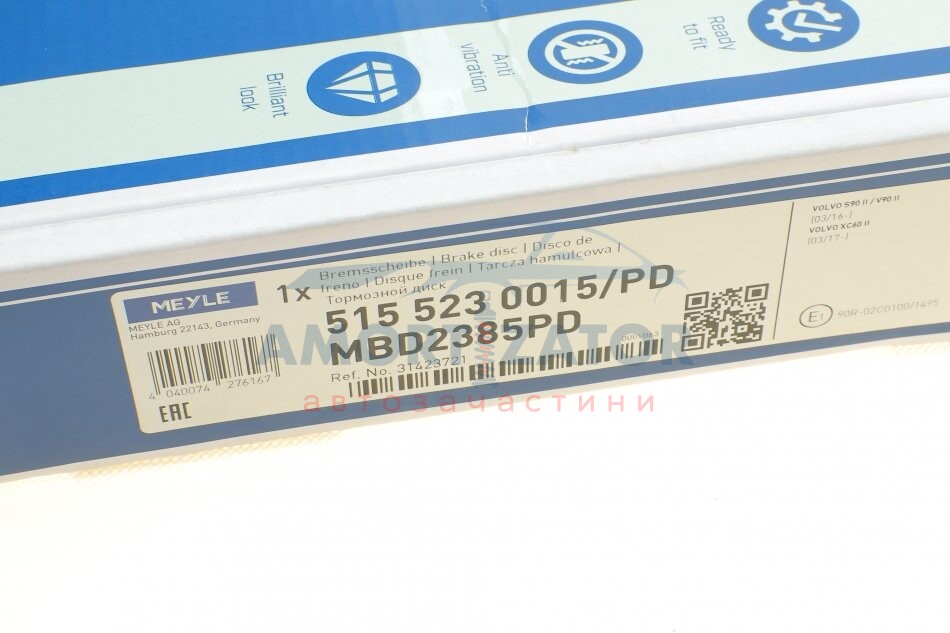 Brilliant
look
Anti
vibration
Ready
to fit
MEYLE
MEYLE AG
Hamburg 22143, Germany
4 040074 276167
EAC
1x
Bremsscheibe | Brake disc | Disco de
freno | Disque frein | Tarcza hamulcowa |
Тормозной диск
515 523 0015/PD
MBD2385PD
Ref. No. 31423721
VOLVO S90 II / V90 II
(03/16-)
VOLVO XC60 II
(03/17-)
E1 90R-02C0100/1495
AMORTIZATOR
автозачастини